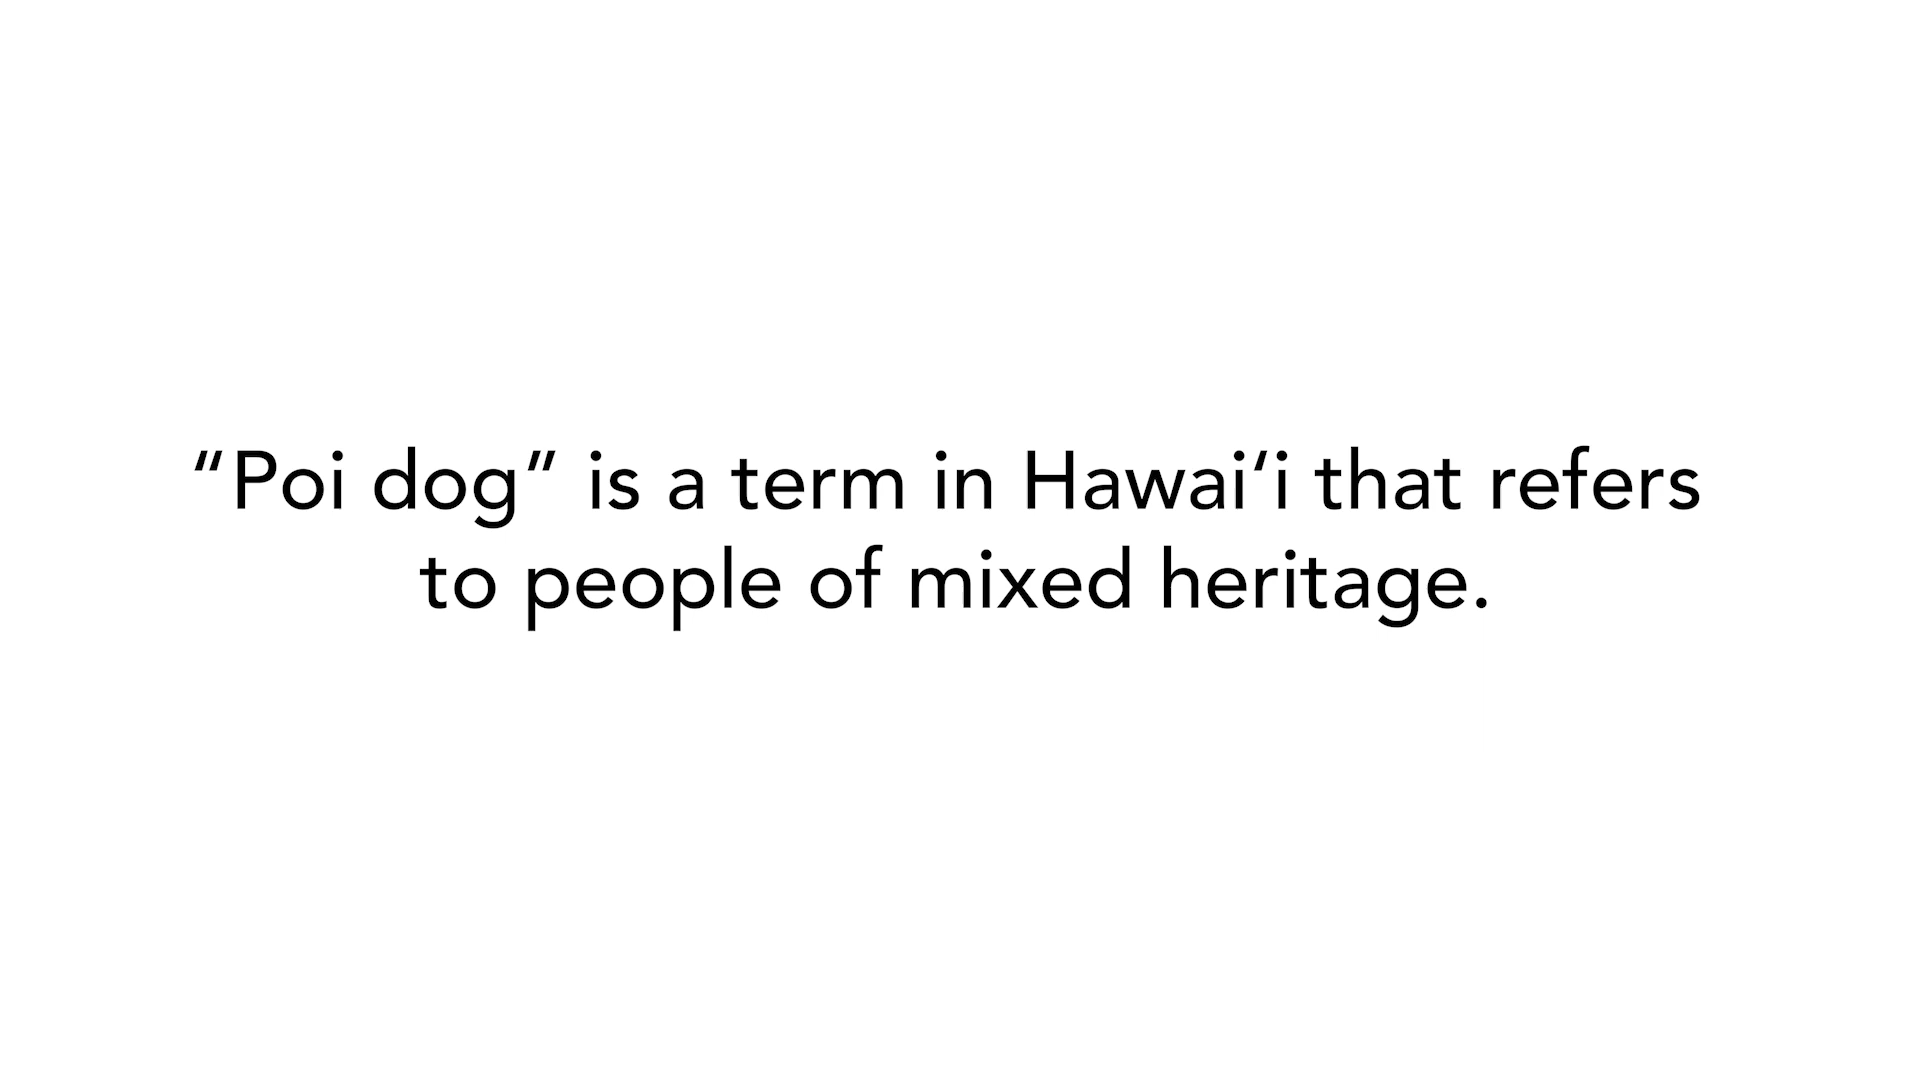 “Poi dog” is a term in Hawai‘i that refers
to people of mixed heritage.